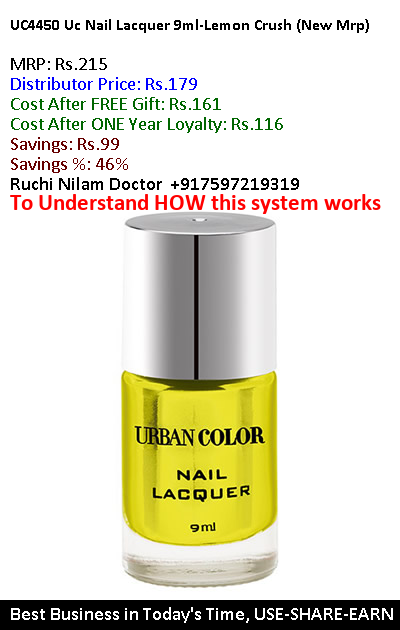 UC4450 Uc Nail Lacquer 9ml-Lemon Crush (New Mrp)
MRP: Rs.215
Distributor Price: Rs.179
Cost After FREE Gift: Rs.161
Cost After ONE Year Loyalty: Rs.116
Savings: Rs.99
Savings %: 46%
Ruchi Nilam Doctor +917597219319
To Understand HOW this system works
URBAN COLOR
NAIL
LACQUER
9ml
Best Business in Today's Time, USE-SHARE-EARN